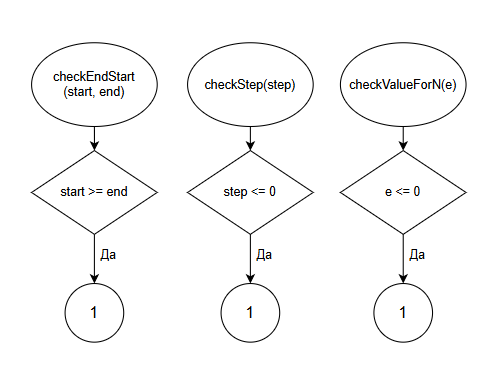 checkEndStart
(start, end)
checkStep(step)
checkValueForN(e)
start >= end
step <= 0
e <= 0
Да
Да
Да
1
1
1